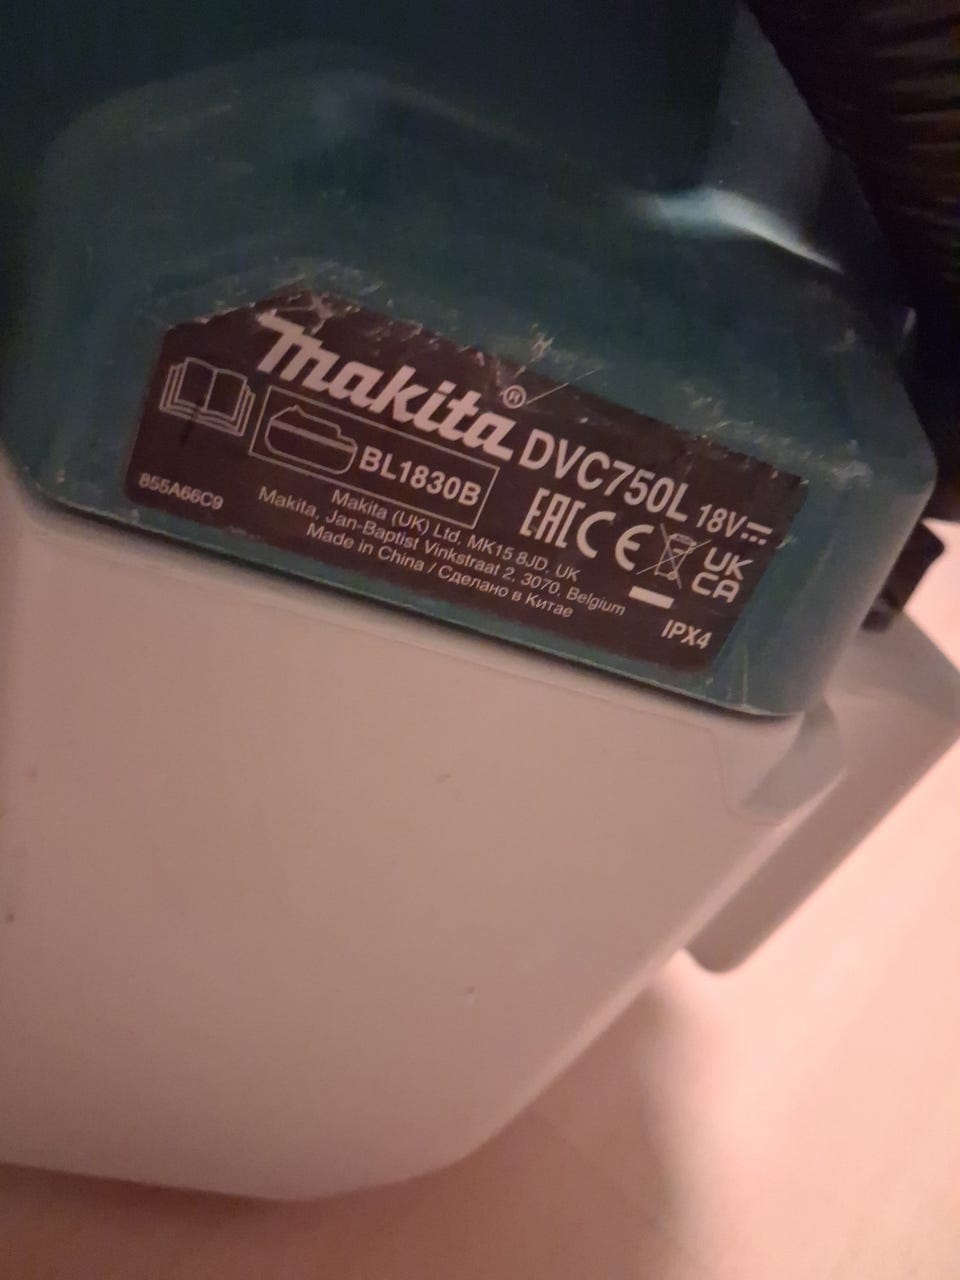 makita®
DVC750L 18V
BL1830B
855A66C9
Makita (UK) Ltd. MK15 8JD, UK
Makita, Jan-Baptist Vinkstraat 2, 3070, Belgium
Made in China / Сделано в Китае
EAC CE UK CA
IPX4